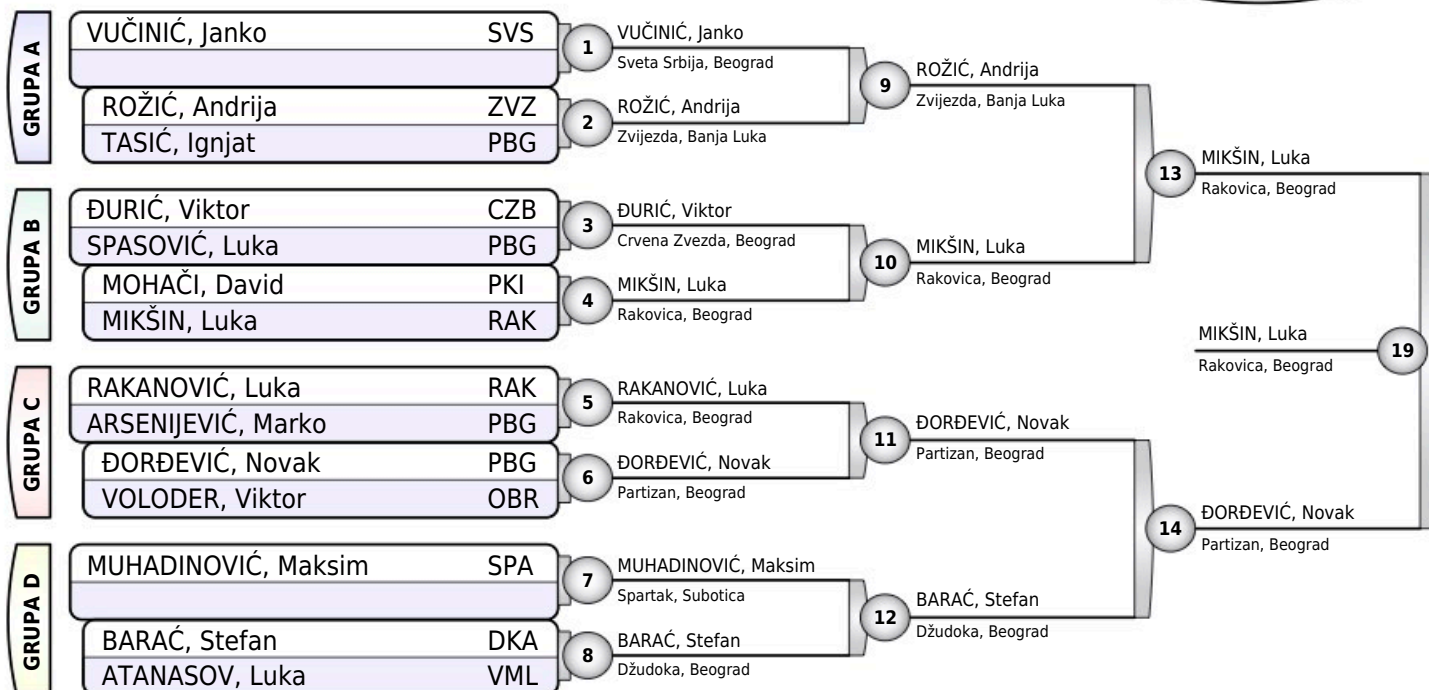 GRUPA A
VUČINIĆ, Janko SVS
ROŽIĆ, Andrija ZVZ
TASIĆ, Ignjat PBG
1
VUČINIĆ, Janko
Sveta Srbija, Beograd
2
ROŽIĆ, Andrija
Zvijezda, Banja Luka
9
ROŽIĆ, Andrija
Zvijezda, Banja Luka
GRUPA B
ĐURIĆ, Viktor CZB
SPASOVIĆ, Luka PBG
MOHAČI, David PKI
MIKŠIN, Luka RAK
3
ĐURIĆ, Viktor
Crvena Zvezda, Beograd
4
MIKŠIN, Luka
Rakovica, Beograd
10
MIKŠIN, Luka
Rakovica, Beograd
13
MIKŠIN, Luka
Rakovica, Beograd
GRUPA C
RAKANOVIĆ, Luka RAK
ARSENIJEVIĆ, Marko PBG
ĐORĐEVIĆ, Novak PBG
VOLODER, Viktor OBR
5
RAKANOVIĆ, Luka
Rakovica, Beograd
6
ĐORĐEVIĆ, Novak
Partizan, Beograd
11
ĐORĐEVIĆ, Novak
Partizan, Beograd
GRUPA D
MUHADINOVIĆ, Maksim SPA
BARAĆ, Stefan DKA
ATANASOV, Luka VML
7
MUHADINOVIĆ, Maksim
Spartak, Subotica
8
BARAĆ, Stefan
Džudoka, Beograd
12
BARAĆ, Stefan
Džudoka, Beograd
14
ĐORĐEVIĆ, Novak
Partizan, Beograd
MIKŠIN, Luka
Rakovica, Beograd
19